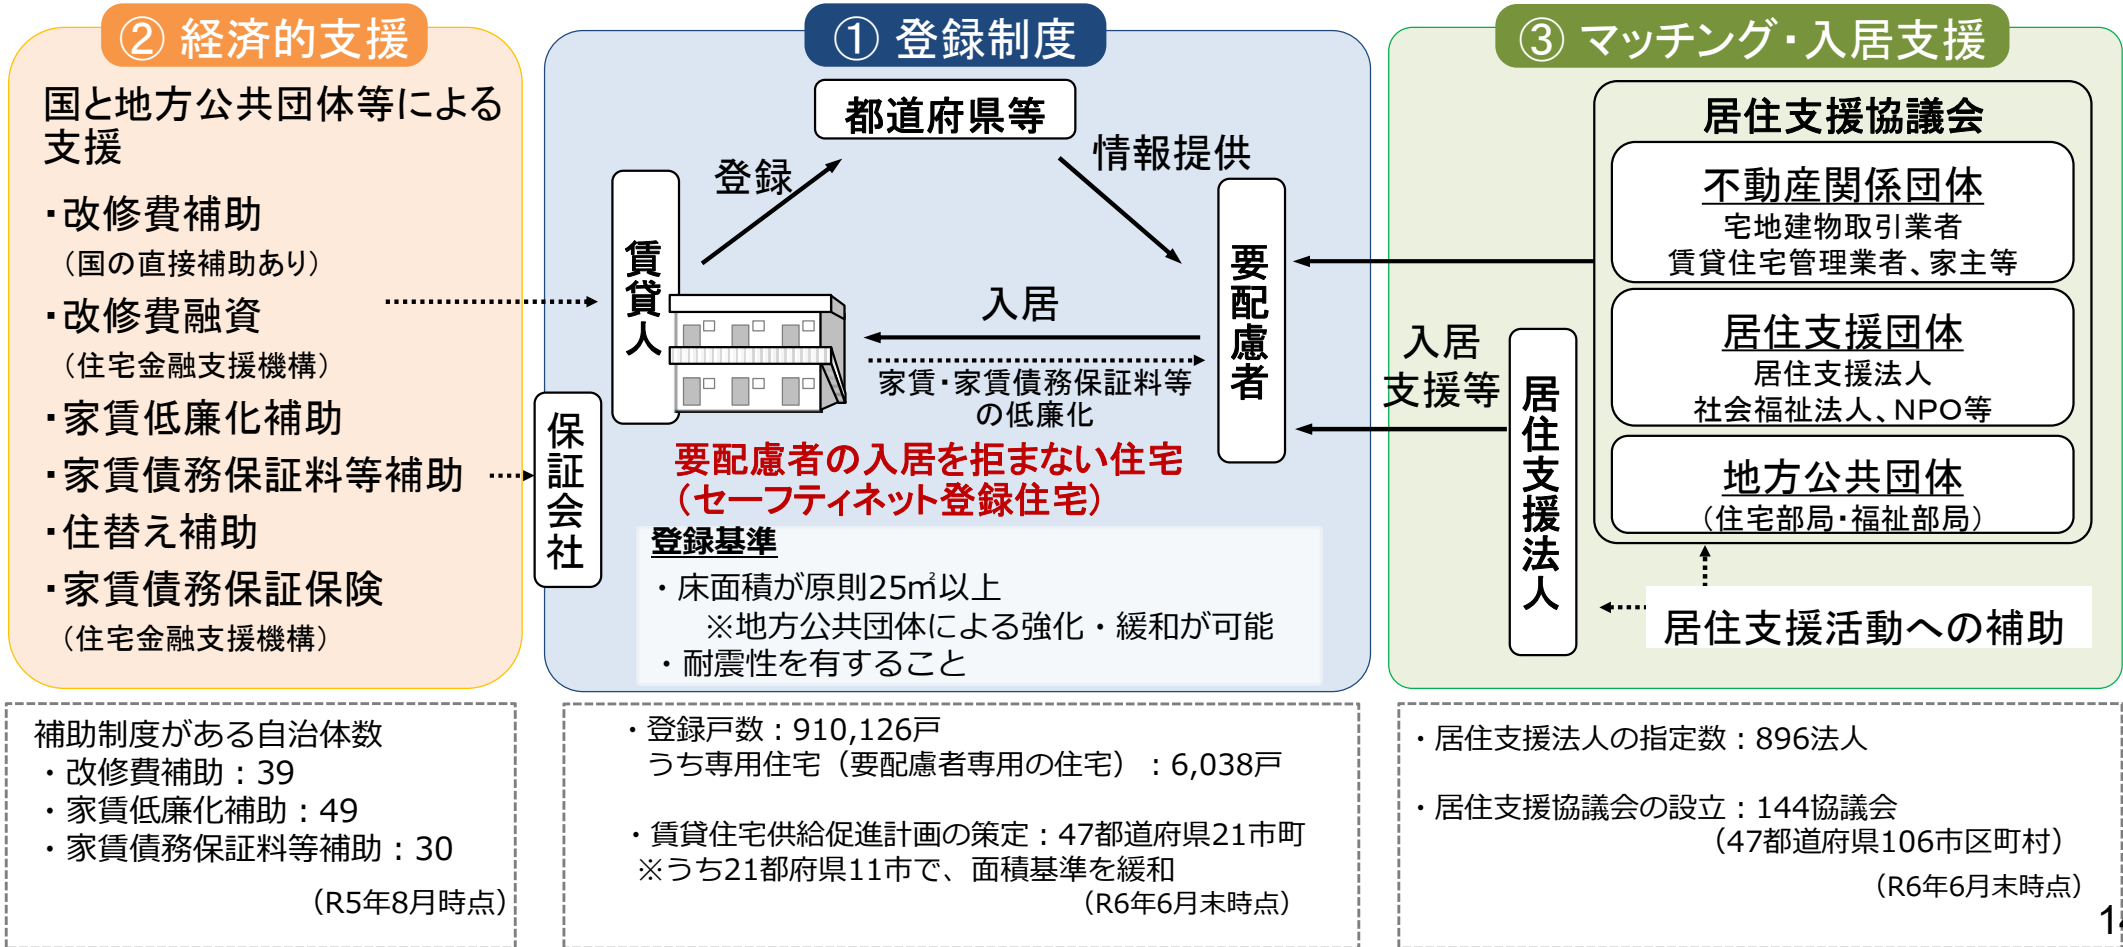 ② 経済的支援
国と地方公共団体等による
支援
・改修費補助
（国の直接補助あり）
・改修費融資
（住宅金融支援機構）
・家賃低廉化補助
・家賃債務保証料等補助
・住替え補助
・家賃債務保証保険
（住宅金融支援機構）
① 登録制度
都道府県等
登録
情報提供
賃貸人
要配慮者
入居
家賃・家賃債務保証料等
の低廉化
保証会社
要配慮者の入居を拒まない住宅
（セーフティネット登録住宅）
登録基準
・床面積が原則25㎡以上
※地方公共団体による強化・緩和が可能
・耐震性を有すること
③ マッチング・入居支援
居住支援協議会
不動産関係団体
宅地建物取引業者
賃貸住宅管理業者、家主等
居住支援団体
居住支援法人
社会福祉法人、NPO等
地方公共団体
（住宅部局・福祉部局）
入居
支援等
居住支援法人
居住支援活動への補助
補助制度がある自治体数
・改修費補助：39
・家賃低廉化補助：49
・家賃債務保証料等補助：30
（R5年8月時点）
・登録戸数：910,126戸
うち専用住宅（要配慮者専用の住宅）：6,038戸
・賃貸住宅供給促進計画の策定：47都道府県21市町
※うち21都府県11市で、面積基準を緩和
（R6年6月末時点）
・居住支援法人の指定数：896法人
・居住支援協議会の設立：144協議会
（47都道府県106市区町村）
（R6年6月末時点）